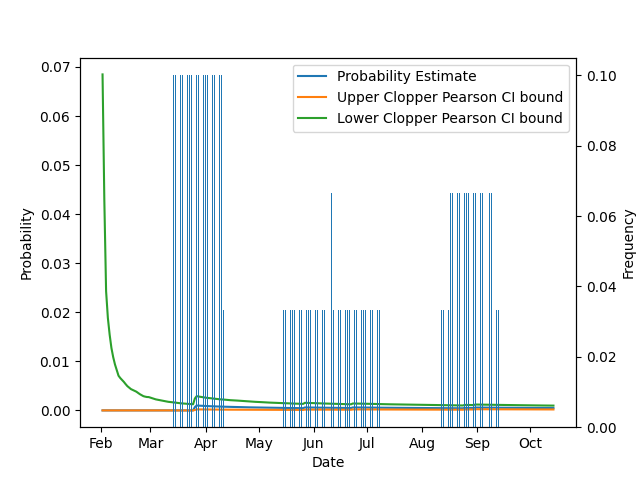 Probability Estimate
Upper Clopper Pearson CI bound
Lower Clopper Pearson CI bound
0.07
0.06
0.05
0.04
0.03
0.02
0.01
0.00
Probability
0.10
0.08
0.06
0.04
0.02
0.00
Frequency
Feb Mar Apr May Jun Jul Aug Sep Oct
Date